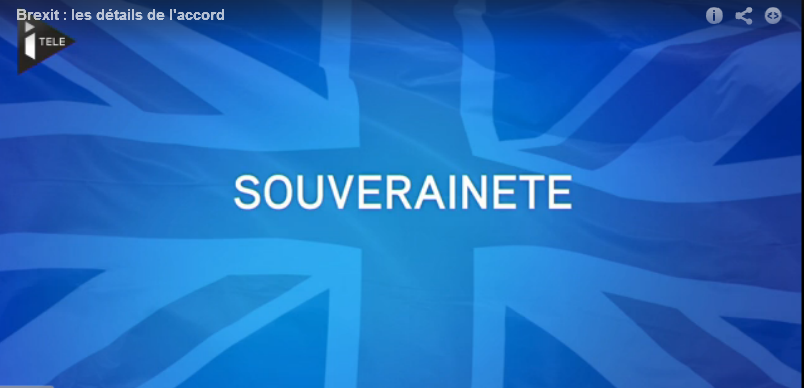 Brexit : les détails de l'accord
i TELE
SOUVERAINETE